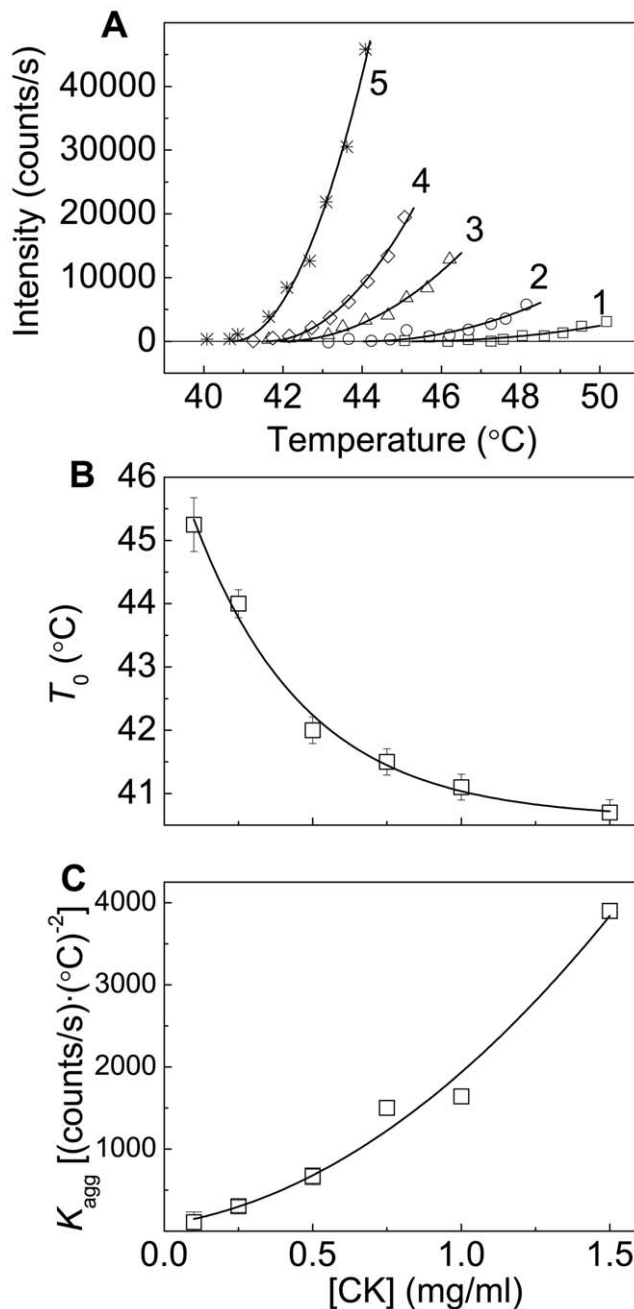 A
Intensity (counts/s)
40000
30000
20000
10000
0
5
4
3
2
1
40 42 44 46 48 50
Temperature (°C)
B
T₀ (°C)
46
45
44
43
42
41
C
K_agg [(counts/s)·(°C)⁻²]
4000
3000
2000
1000
0.0 0.5 1.0 1.5
[CK] (mg/ml)